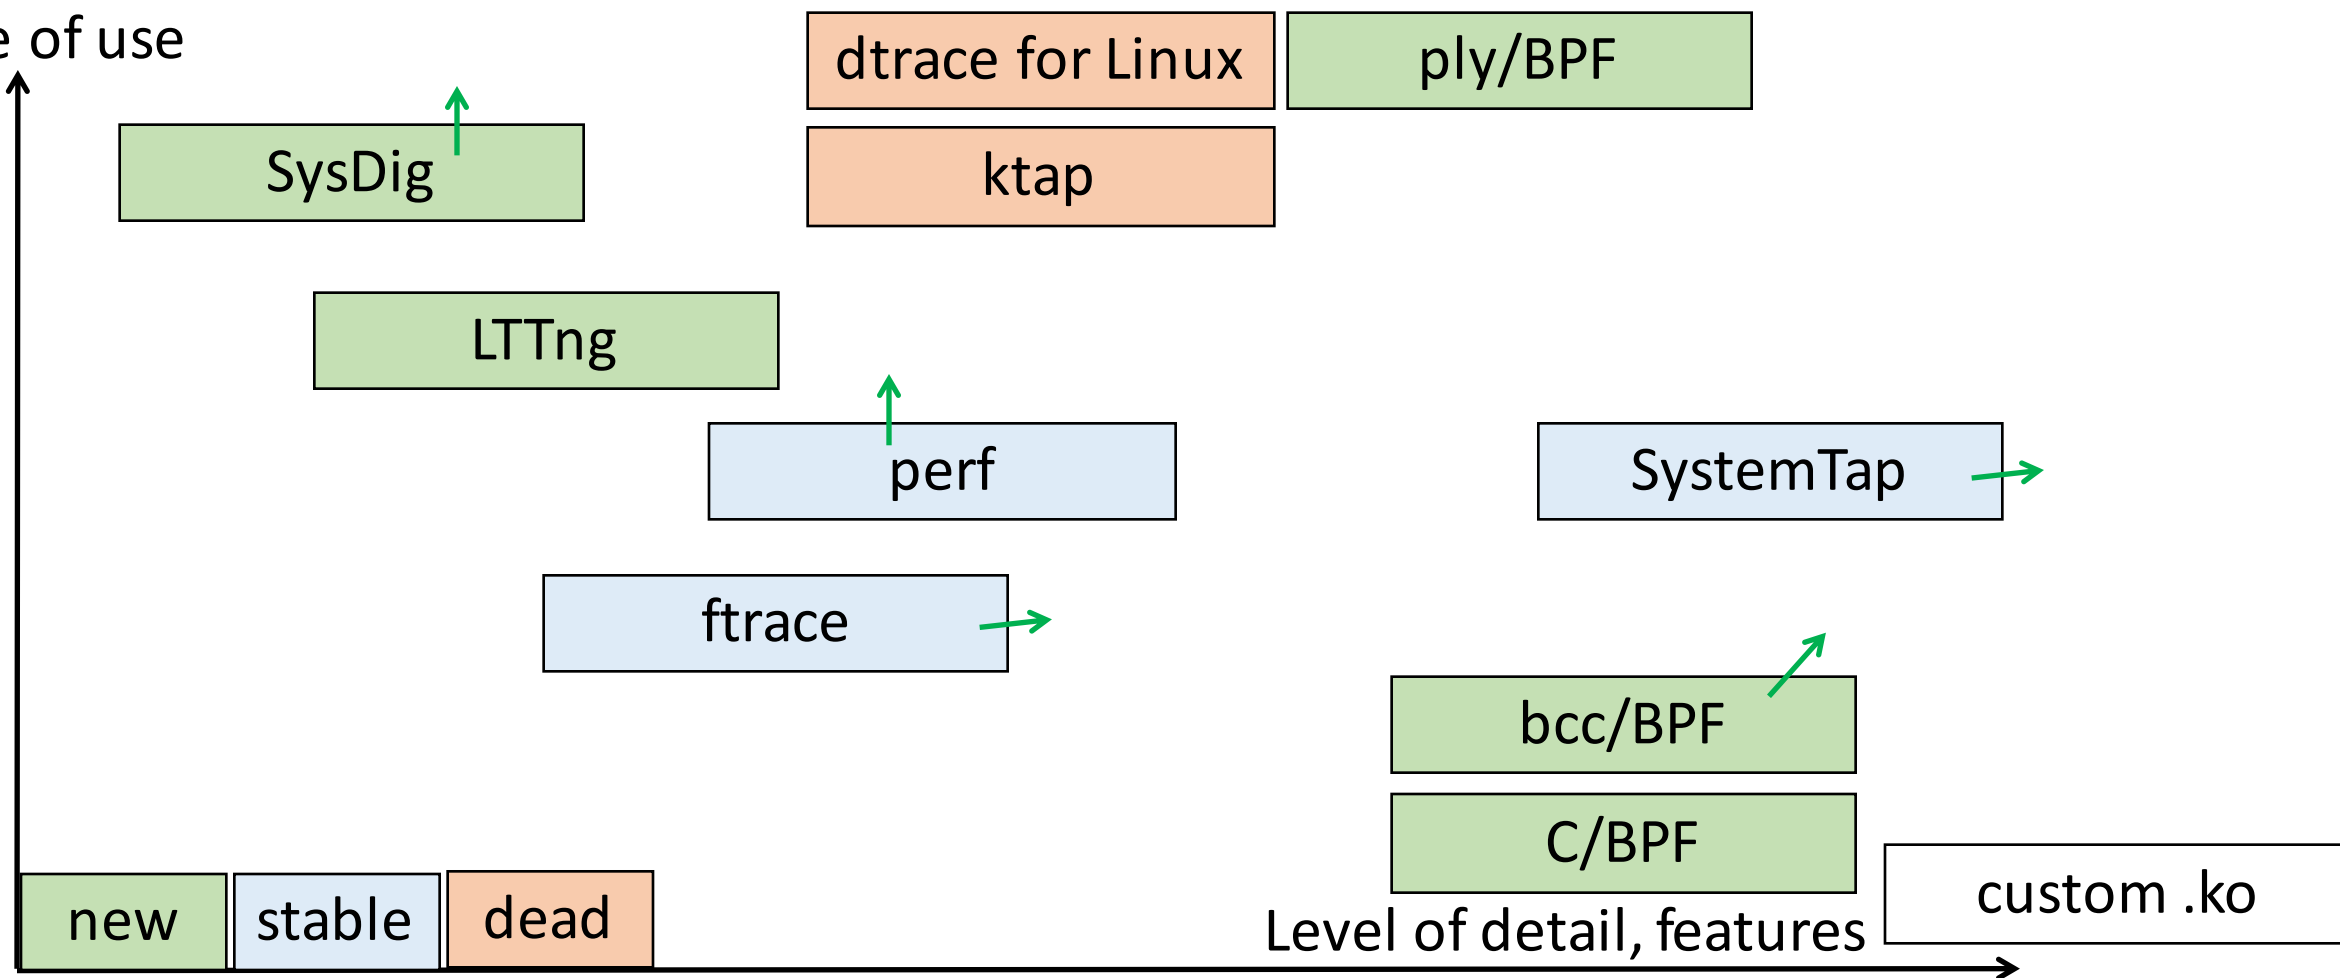 e of use
dtrace for Linux
ply/BPF
SysDig
ktap
LTTng
perf
SystemTap
ftrace
bcc/BPF
C/BPF
custom .ko
new
stable
dead
Level of detail, features